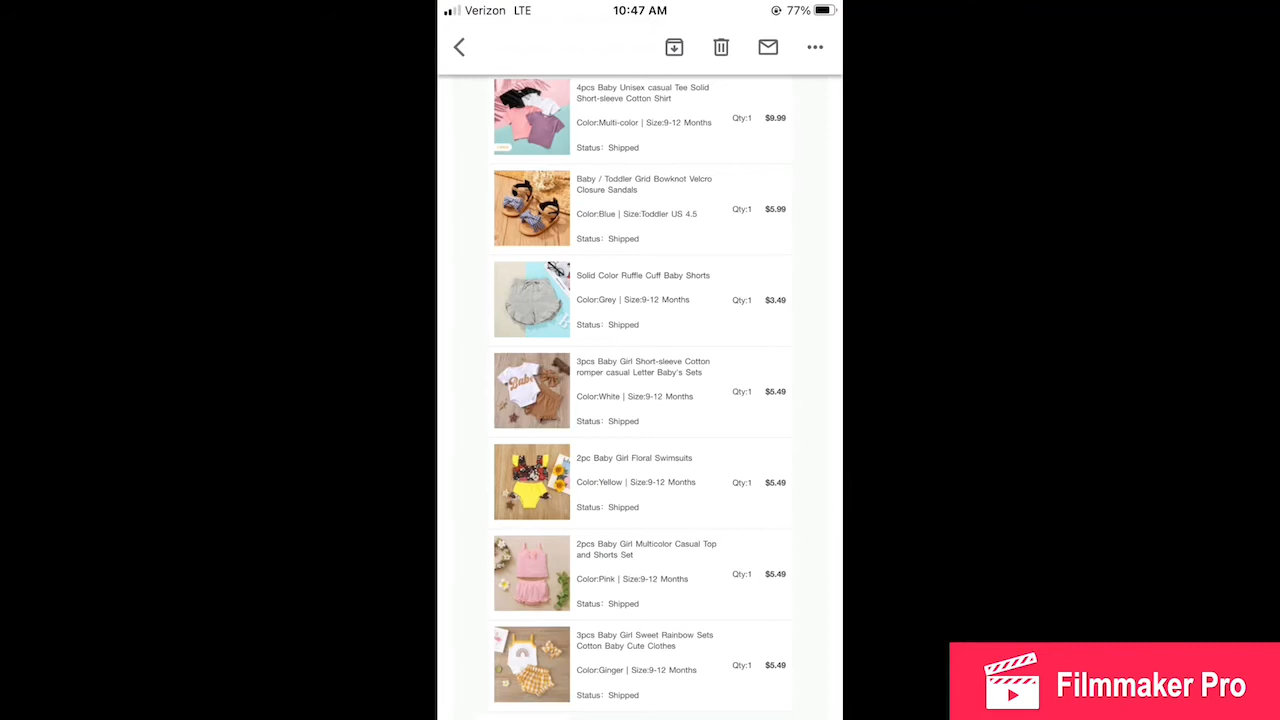 Verizon LTE 10:47 AM 77%
4pcs Baby Unisex casual Tee Solid
Short-sleeve Cotton Shirt
Color:Multi-color | Size:9-12 Months
Qty:1 $9.99
Status: Shipped
Baby / Toddler Grid Bowknot Velcro
Closure Sandals
Color:Blue | Size:Toddler US 4.5
Qty:1 $5.99
Status: Shipped
Solid Color Ruffle Cuff Baby Shorts
Color:Grey | Size:9-12 Months
Qty:1 $3.49
Status: Shipped
3pcs Baby Girl Short-sleeve Cotton
romper casual Letter Baby's Sets
Color:White | Size:9-12 Months
Qty:1 $5.49
Status: Shipped
Babe
2pc Baby Girl Floral Swimsuits
Color:Yellow | Size:9-12 Months
Qty:1 $5.49
Status: Shipped
2pcs Baby Girl Multicolor Casual Top
and Shorts Set
Color:Pink | Size:9-12 Months
Qty:1 $5.49
Status: Shipped
3pcs Baby Girl Sweet Rainbow Sets
Cotton Baby Cute Clothes
Color:Ginger | Size:9-12 Months
Qty:1 $5.49
Status: Shipped
Filmmaker Pro